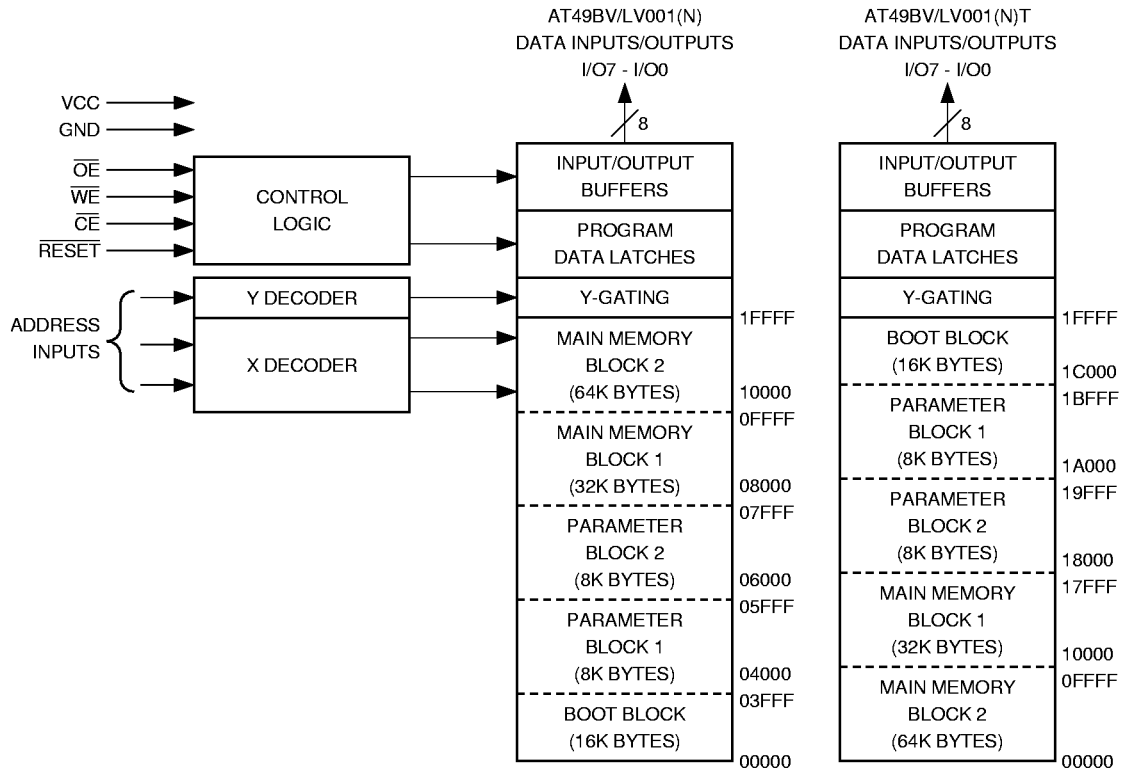 AT49BV/LV001(N)
DATA INPUTS/OUTPUTS
I/O7 - I/O0
8
AT49BV/LV001(N)T
DATA INPUTS/OUTPUTS
I/O7 - I/O0
8
VCC
GND
OE
WE
CE
RESET
CONTROL
LOGIC
ADDRESS
INPUTS
Y DECODER
X DECODER
INPUT/OUTPUT
BUFFERS
PROGRAM
DATA LATCHES
Y-GATING
1FFFF
MAIN MEMORY
BLOCK 2
(64K BYTES)
10000
0FFFF
MAIN MEMORY
BLOCK 1
(32K BYTES)
08000
07FFF
PARAMETER
BLOCK 2
(8K BYTES)
06000
05FFF
PARAMETER
BLOCK 1
(8K BYTES)
04000
03FFF
BOOT BLOCK
(16K BYTES)
00000
INPUT/OUTPUT
BUFFERS
PROGRAM
DATA LATCHES
Y-GATING
1FFFF
BOOT BLOCK
(16K BYTES)
1C000
1BFFF
PARAMETER
BLOCK 1
(8K BYTES)
1A000
19FFF
PARAMETER
BLOCK 2
(8K BYTES)
18000
17FFF
MAIN MEMORY
BLOCK 1
(32K BYTES)
10000
0FFFF
MAIN MEMORY
BLOCK 2
(64K BYTES)
00000